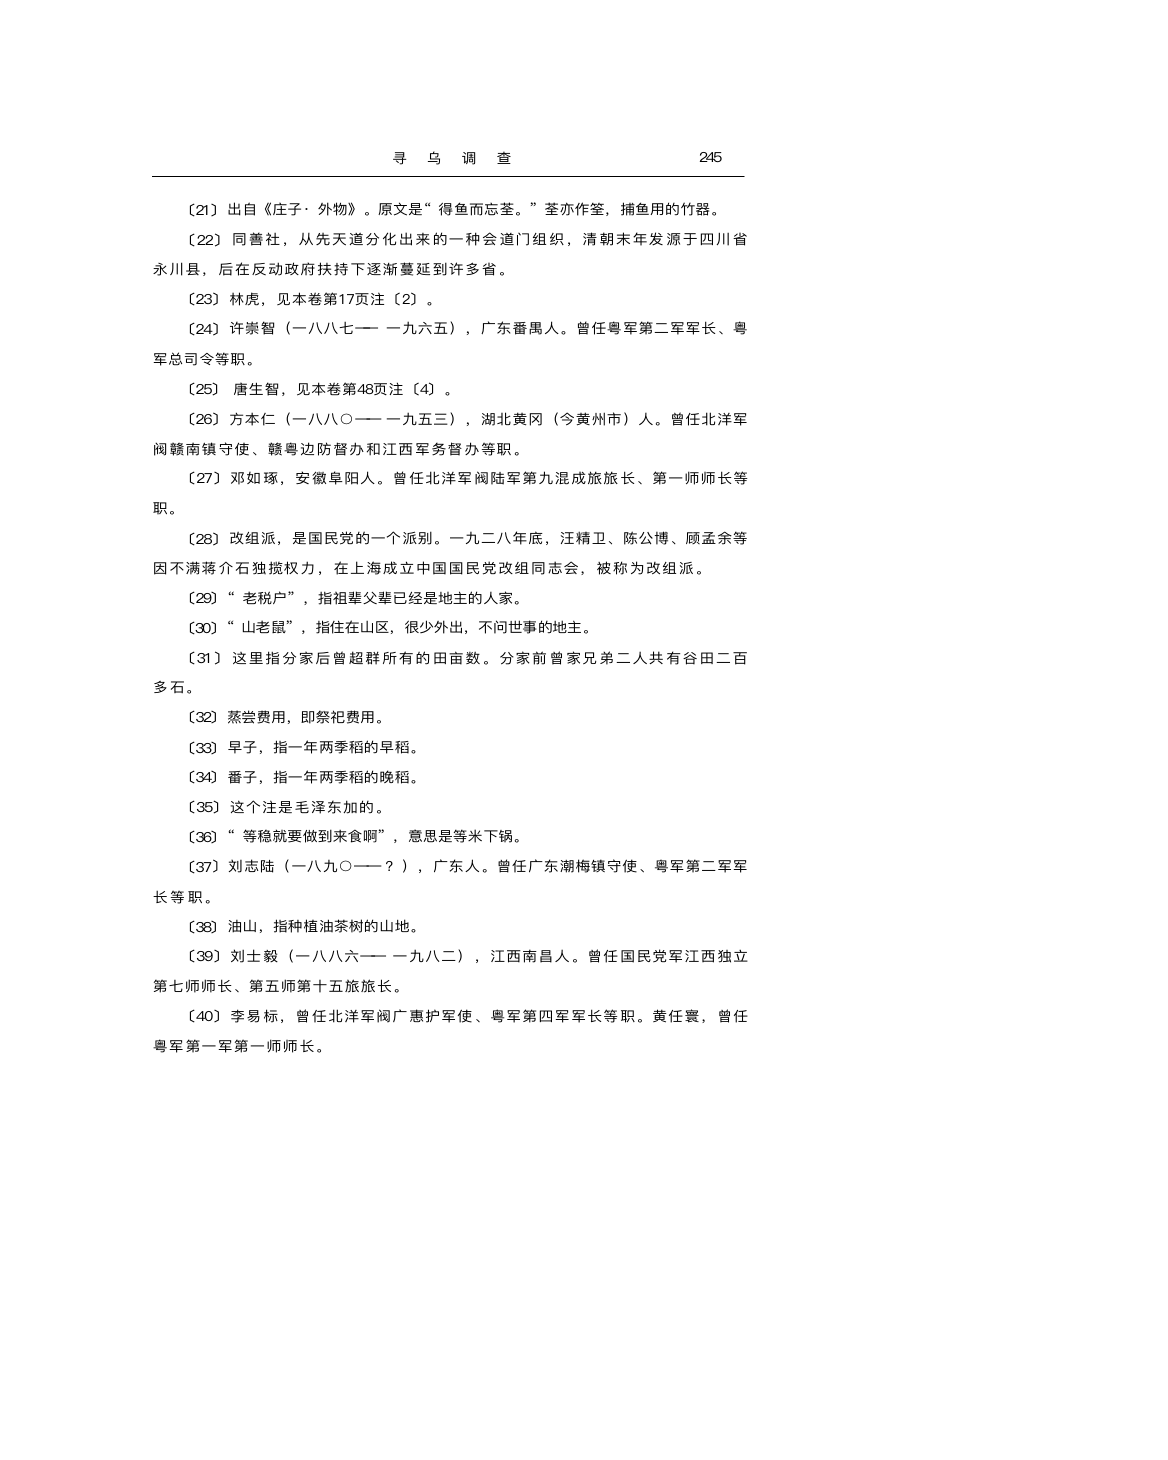 寻乌调查 245
〔21〕出自《庄子·外物》。原文是“得鱼而忘荃。”荃亦作筌，捕鱼用的竹器。
〔22〕同善社，从先天道分化出来的一种会道门组织，清朝末年发源于四川省
永川县，后在反动政府扶持下逐渐蔓延到许多省。
〔23〕林虎，见本卷第17页注〔2〕。
〔24〕许崇智（一八八七——一九六五），广东番禺人。曾任粤军第二军军长、粤
军总司令等职。
〔25〕唐生智，见本卷第48页注〔4〕。
〔26〕方本仁（一八八○——一九五三），湖北黄冈（今黄州市）人。曾任北洋军
阀赣南镇守使、赣粤边防督办和江西军务督办等职。
〔27〕邓如琢，安徽阜阳人。曾任北洋军阀陆军第九混成旅旅长、第一师师长等
职。
〔28〕改组派，是国民党的一个派别。一九二八年底，汪精卫、陈公博、顾孟余等
因不满蒋介石独揽权力，在上海成立中国国民党改组同志会，被称为改组派。
〔29〕“老税户”，指祖辈父辈已经是地主的人家。
〔30〕“山老鼠”，指住在山区，很少外出，不问世事的地主。
〔31〕这里指分家后曾超群所有的田亩数。分家前曾家兄弟二人共有谷田二百
多石。
〔32〕蒸尝费用，即祭祀费用。
〔33〕早子，指一年两季稻的早稻。
〔34〕番子，指一年两季稻的晚稻。
〔35〕这个注是毛泽东加的。
〔36〕“等稳就要做到来食啊”，意思是等米下锅。
〔37〕刘志陆（一八九○——？），广东人。曾任广东潮梅镇守使、粤军第二军军
长等职。
〔38〕油山，指种植油茶树的山地。
〔39〕刘士毅（一八八六——一九八二），江西南昌人。曾任国民党军江西独立
第七师师长、第五师第十五旅旅长。
〔40〕李易标，曾任北洋军阀广惠护军使、粤军第四军军长等职。黄任寰，曾任
粤军第一军第一师师长。